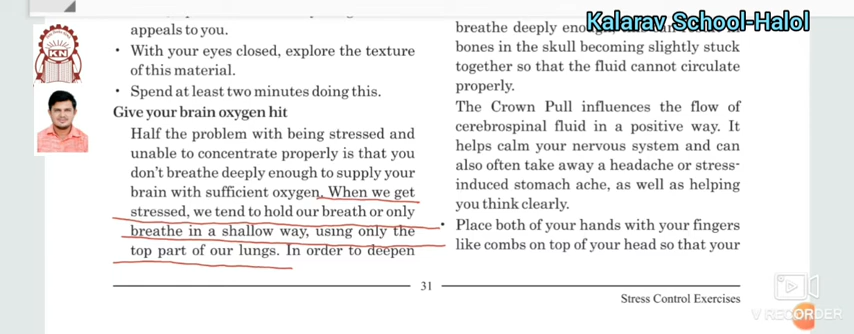 appeals to you.
• With your eyes closed, explore the texture
of this material.
• Spend at least two minutes doing this.
Give your brain oxygen hit
Half the problem with being stressed and
unable to concentrate properly is that you
don't breathe deeply enough to supply your
brain with sufficient oxygen. When we get
stressed, we tend to hold our breath or only
breathe in a shallow way, using only the
top part of our lungs. In order to deepen
Kalarav School-Halol
breathe deeply
bones in the skull becoming slightly stuck
together so that the fluid cannot circulate
properly.
The Crown Pull influences the flow of
cerebrospinal fluid in a positive way. It
helps calm your nervous system and can
also often take away a headache or stress-
induced stomach ache, as well as helping
you think clearly.
• Place both of your hands with your fingers
like combs on top of your head so that your
31
Stress Control Exercises
KN
V RECORDER